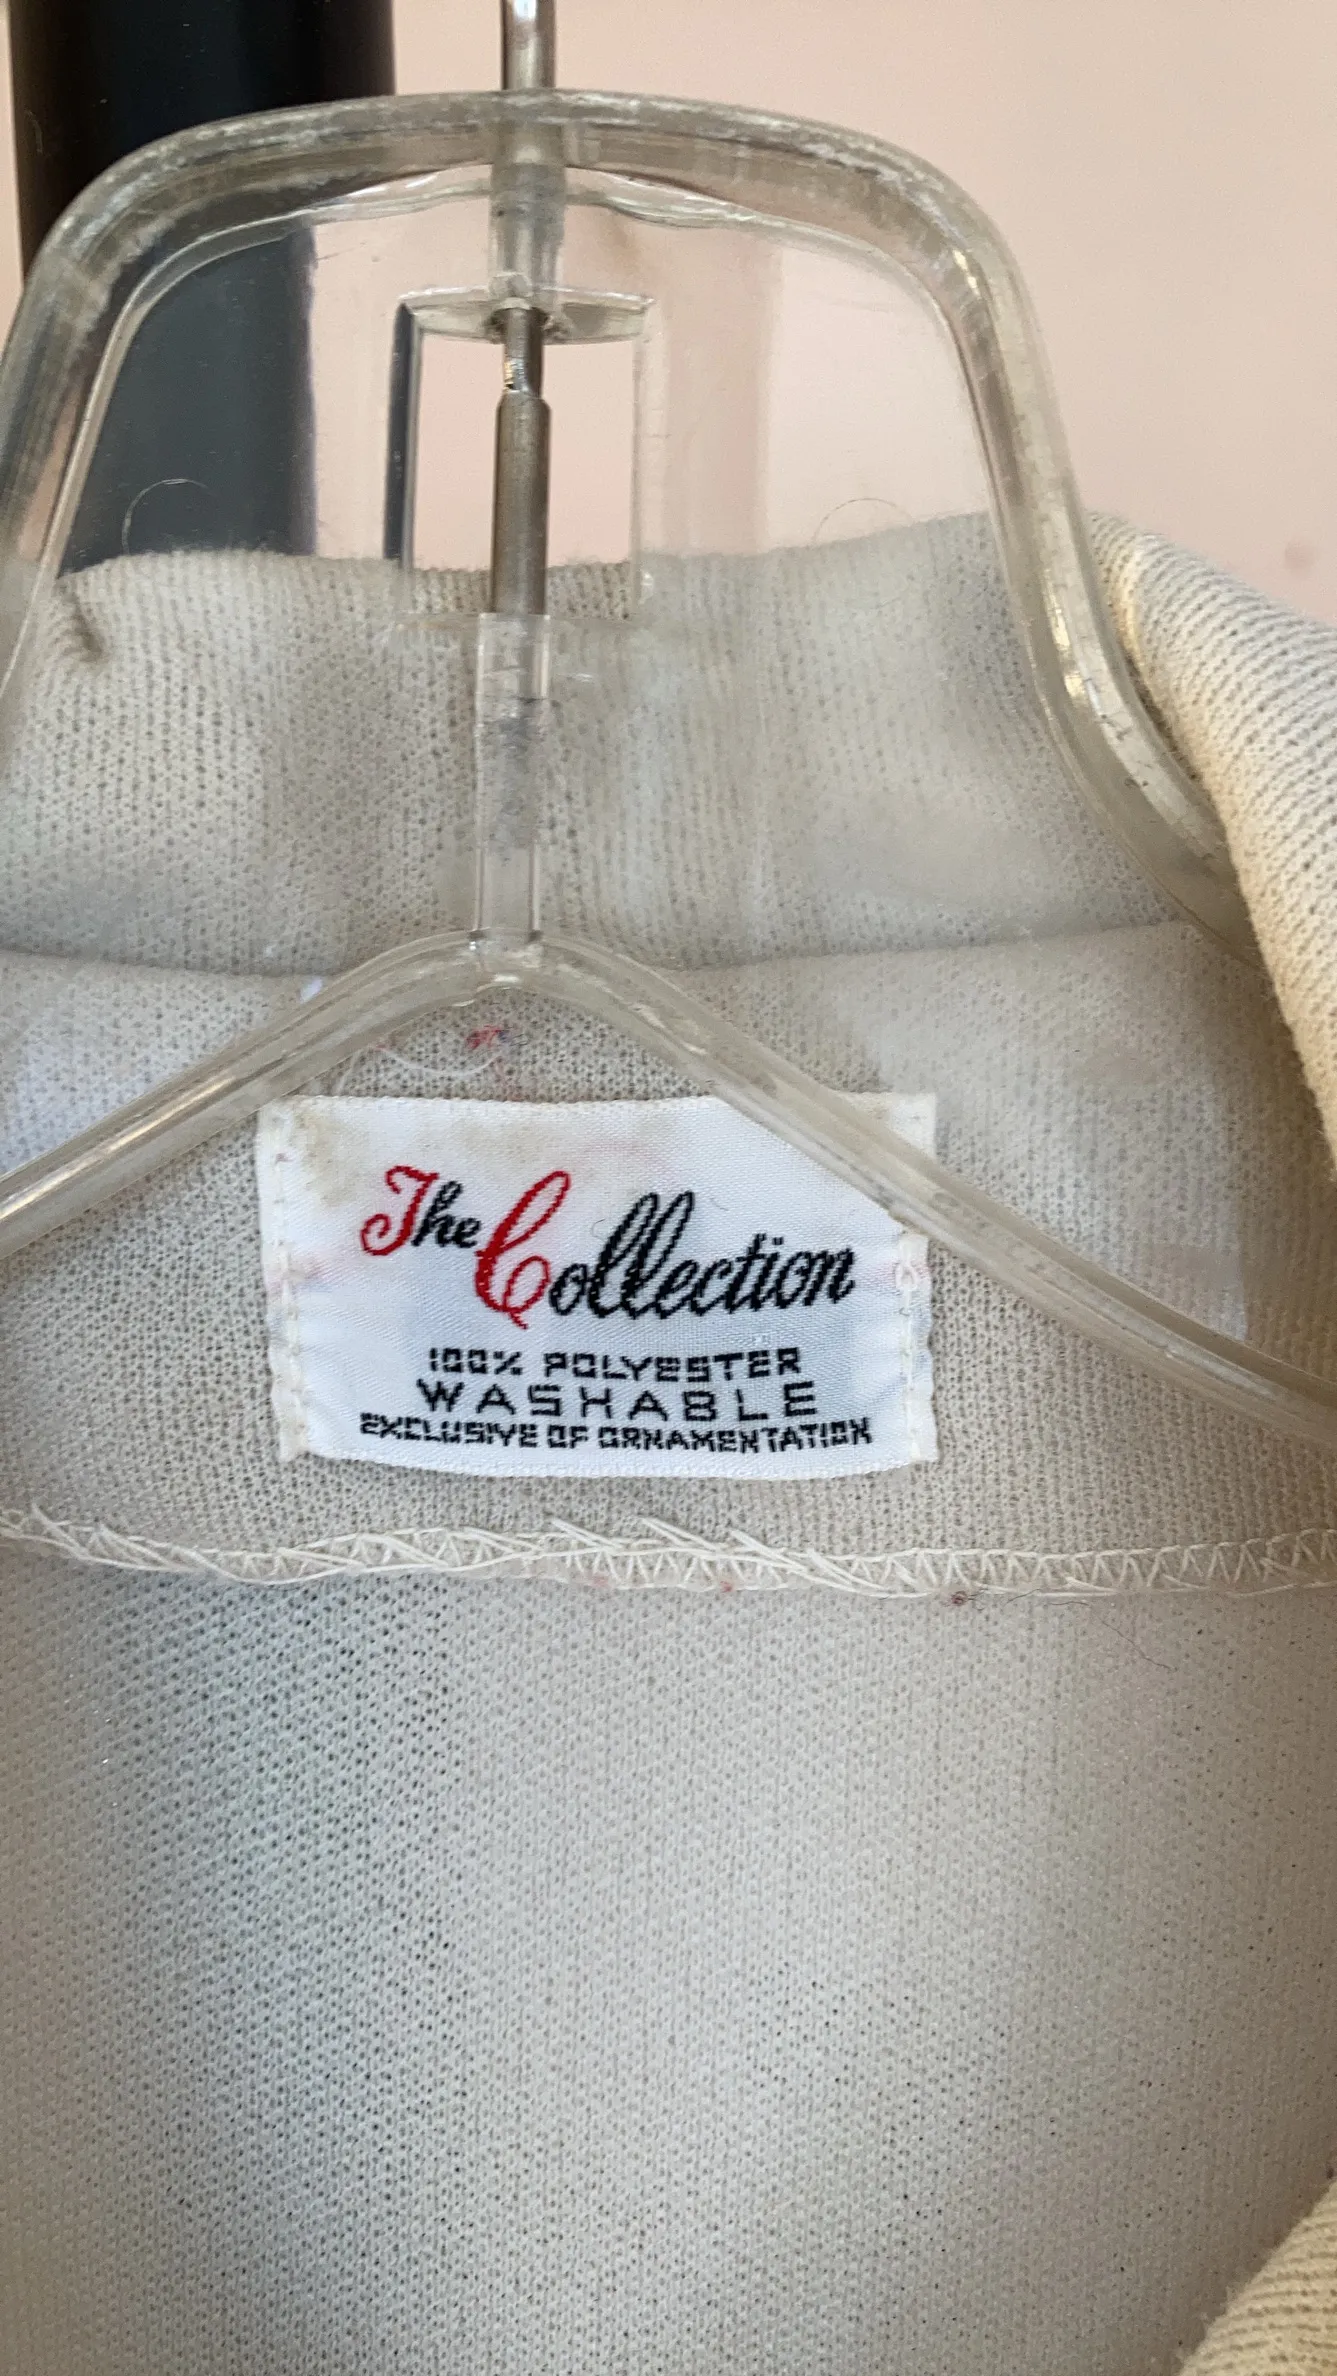 The Collection
100% POLYESTER
WASHABLE
EXCLUSIVE OF ORNAMENTATION